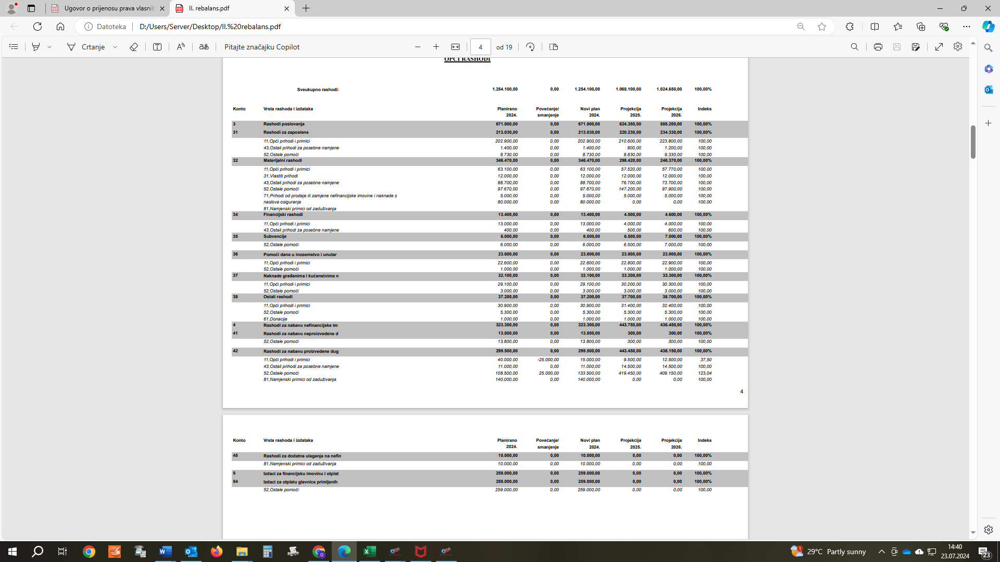 Ugovor o prijenosu prava vlasniš
II. rebalans.pdf
Datoteka D:/Users/Server/Desktop/II.%20rebalans.pdf
Crtanje Pitajte značajku Copilot 4 od 19
OPĆI RASHODI
Sveukupno rashodi: 1.254.100,00 0,00 1.254.100,00 1.068.100,00 1.024.650,00 100,00%
Konto Vrsta rashoda i izdataka Planirano Povećanje/ Novi plan Projekcija Projekcija Indeks
2024. smanjenje 2024. 2025. 2026.
3 Rashodi poslovanja 671.800,00 0,00 671.800,00 624.350,00 588.200,00 100,00%
31 Rashodi za zaposlene 213.030,00 0,00 213.030,00 220.230,00 234.330,00 100,00%
11,Opći prihodi i primici 202.900,00 0,00 202.900,00 210.600,00 223.800,00 100,00
43,Ostali prihodi za posebne namjene 1.400,00 0,00 1.400,00 800,00 1.200,00 100,00
52,Ostale pomoći 8.730,00 0,00 8.730,00 8.830,00 9.330,00 100,00
32 Materijalni rashodi 346.470,00 0,00 346.470,00 298.420,00 246.370,00 100,00%
11,Opći prihodi i primici 63.100,00 0,00 63.100,00 57.520,00 57.770,00 100,00
31,Vlastiti prihodi 12.000,00 0,00 12.000,00 12.000,00 12.000,00 100,00
43,Ostali prihodi za posebne namjene 88.700,00 0,00 88.700,00 76.700,00 73.700,00 100,00
52,Ostale pomoći 97.670,00 0,00 97.670,00 147.200,00 97.900,00 100,00
71,Prihodi od prodaje ili zamjene nefinancijske imovine i naknade s 5.000,00 0,00 5.000,00 5.000,00 5.000,00 100,00
naslova osiguranja 80.000,00 0,00 80.000,00 0,00 0,00 100,00
81,Namjenski primici od zaduživanja
34 Financijski rashodi 13.400,00 0,00 13.400,00 4.500,00 4.600,00 100,00%
11,Opći prihodi i primici 13.000,00 0,00 13.000,00 4.000,00 4.000,00 100,00
43,Ostali prihodi za posebne namjene 400,00 0,00 400,00 500,00 600,00 100,00
35 Subvencije 6.000,00 0,00 6.000,00 6.500,00 7.000,00 100,00%
52,Ostale pomoći 6.000,00 0,00 6.000,00 6.500,00 7.000,00 100,00
36 Pomoći dane u inozemstvo i unutar 23.600,00 0,00 23.600,00 23.800,00 23.900,00 100,00%
11,Opći prihodi i primici 22.600,00 0,00 22.600,00 22.800,00 22.900,00 100,00
52,Ostale pomoći 1.000,00 0,00 1.000,00 1.000,00 1.000,00 100,00
37 Naknade građanima i kućanstvima n 32.100,00 0,00 32.100,00 33.200,00 33.300,00 100,00%
11,Opći prihodi i primici 29.100,00 0,00 29.100,00 30.200,00 30.300,00 100,00
52,Ostale pomoći 3.000,00 0,00 3.000,00 3.000,00 3.000,00 100,00
38 Ostali rashodi 37.200,00 0,00 37.200,00 37.700,00 38.700,00 100,00%
11,Opći prihodi i primici 30.900,00 0,00 30.900,00 31.400,00 32.400,00 100,00
52,Ostale pomoći 5.300,00 0,00 5.300,00 5.300,00 5.300,00 100,00
61,Donacije 1.000,00 0,00 1.000,00 1.000,00 1.000,00 100,00
4 Rashodi za nabavu nefinancijske im 323.300,00 0,00 323.300,00 443.750,00 436.450,00 100,00%
41 Rashodi za nabavu neproizvedene d 13.800,00 0,00 13.800,00 300,00 300,00 100,00%
52,Ostale pomoći 13.800,00 0,00 13.800,00 300,00 300,00 100,00
42 Rashodi za nabavu proizvedene dug 299.500,00 0,00 299.500,00 443.450,00 436.150,00 100,00%
11,Opći prihodi i primici 40.000,00 -25.000,00 15.000,00 9.500,00 12.500,00 37,50
43,Ostali prihodi za posebne namjene 11.000,00 0,00 11.000,00 14.500,00 14.500,00 100,00
52,Ostale pomoći 108.500,00 25.000,00 133.500,00 419.450,00 409.150,00 123,04
81,Namjenski primici od zaduživanja 140.000,00 0,00 140.000,00 0,00 0,00 100,00
4
Konto Vrsta rashoda i izdataka Planirano Povećanje/ Novi plan Projekcija Projekcija Indeks
2024. smanjenje 2024. 2025. 2026.
45 Rashodi za dodatna ulaganja na nefin 10.000,00 0,00 10.000,00 0,00 0,00 100,00%
81,Namjenski primici od zaduživanja 10.000,00 0,00 10.000,00 0,00 0,00 100,00
5 Izdaci za financijsku imovinu i otplat 259.000,00 0,00 259.000,00 0,00 0,00 100,00%
54 Izdaci za otplatu glavnice primljenih 259.000,00 0,00 259.000,00 0,00 0,00 100,00%
52,Ostale pomoći 259.000,00 0,00 259.000,00 0,00 0,00 100,00
29°C Partly sunny 14:40
23.07.2024 23